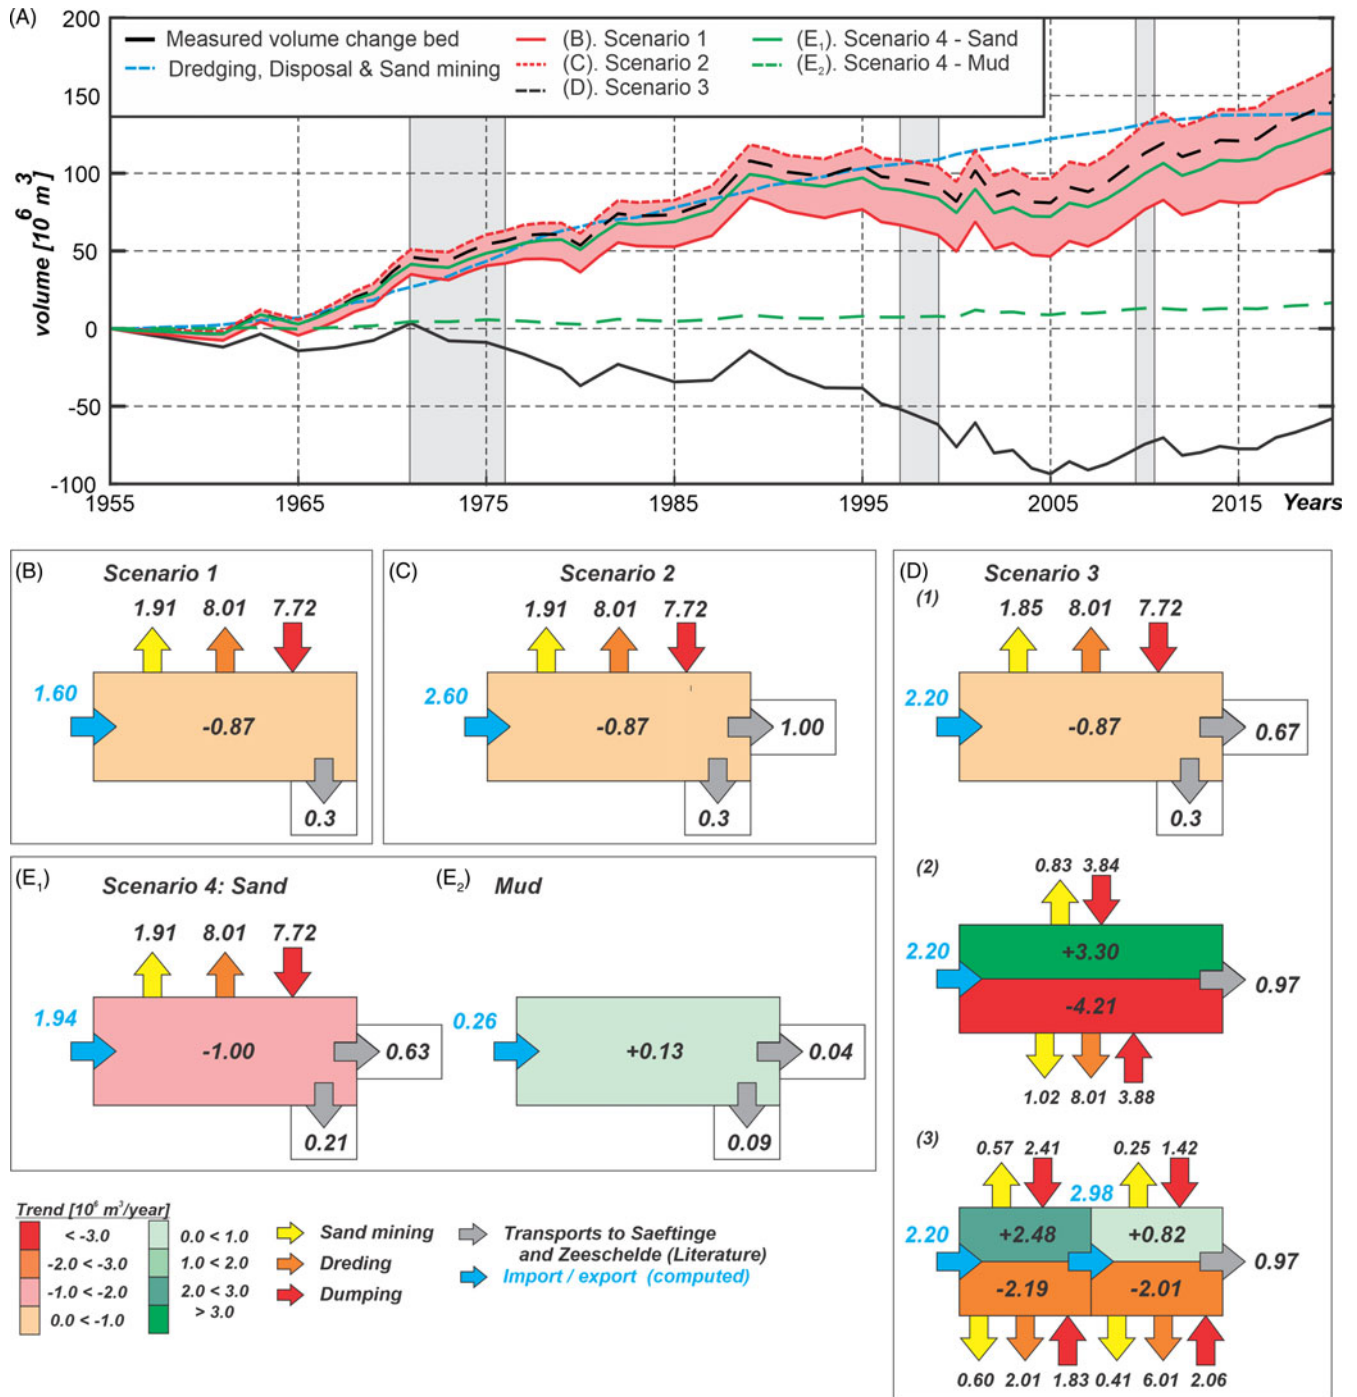 (A)
200
150
100
50
0
-50
-100
volume [10⁶ m³]
Measured volume change bed
Dredging, Disposal & Sand mining
(B). Scenario 1
(C). Scenario 2
(D). Scenario 3
(E₁). Scenario 4 - Sand
(E₂). Scenario 4 - Mud
1955 1965 1975 1985 1995 2005 2015 Years
(B) Scenario 1
1.91 8.01 7.72
1.60
-0.87
0.3
(C) Scenario 2
1.91 8.01 7.72
2.60
-0.87
1.00
0.3
(D) Scenario 3
(1)
1.85 8.01 7.72
2.20
-0.87
0.67
0.3
(2)
0.83 3.84
+3.30
2.20
0.97
-4.21
1.02 8.01 3.88
(3)
0.57 2.41 0.25 1.42
2.98
2.20
+2.48 +0.82
0.97
-2.19 -2.01
0.60 2.01 1.83 0.41 6.01 2.06
(E₁) Scenario 4: Sand
1.91 8.01 7.72
1.94
-1.00
0.63
0.21
(E₂) Mud
0.26
+0.13
0.04
0.09
Trend [10⁶ m³/year]
< -3.0
-2.0 < -3.0
-1.0 < -2.0
0.0 < -1.0
0.0 < 1.0
1.0 < 2.0
2.0 < 3.0
> 3.0
Sand mining
Dreding
Dumping
Transports to Saeftinge
and Zeeschelde (Literature)
Import / export (computed)